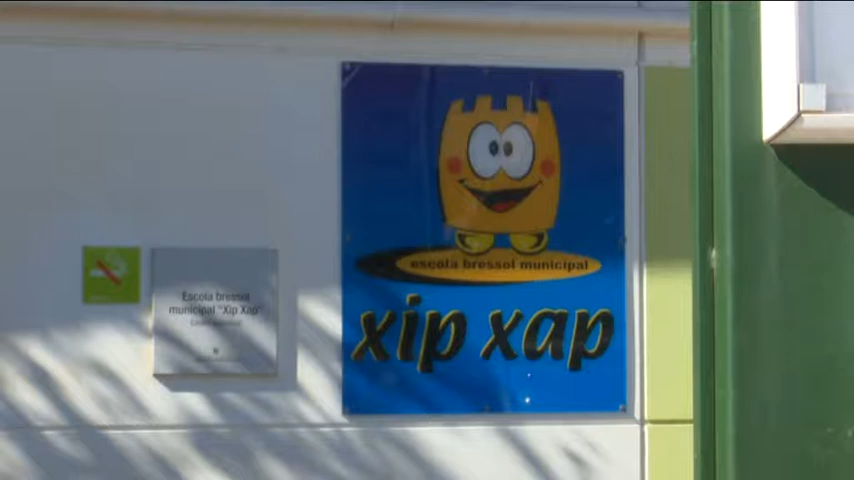 Escola bressol
municipal "Xip Xap"
escola bressol municipal
xip xap